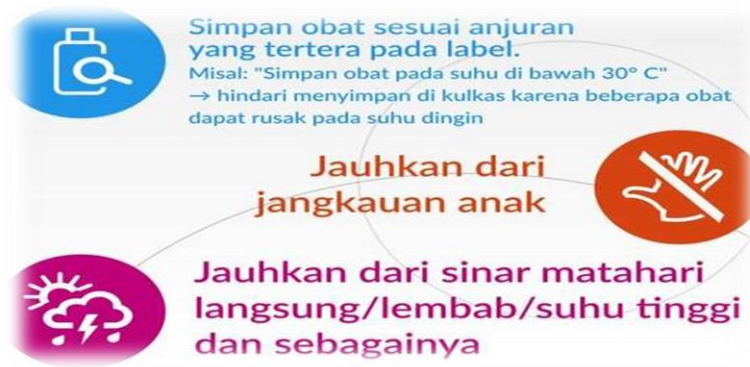 Simpan obat sesuai anjuran
yang tertera pada label.
Misal: "Simpan obat pada suhu di bawah 30° C"
→ hindari menyimpan di kulkas karena beberapa obat
dapat rusak pada suhu dingin
Jauhkan dari
jangkauan anak
Jauhkan dari sinar matahari
langsung/lembab/suhu tinggi
dan sebagainya